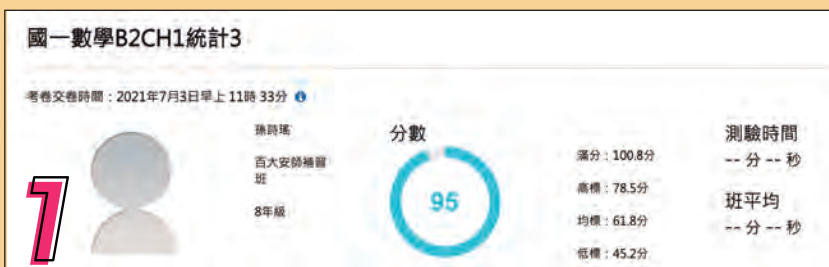 國一數學B2CH1統計3
考卷交卷時間：2021年7月3日早上11時 33分
孫詩瑤
百大安師補習
班
8年級
1
分數
95
滿分：100.8分
高標：78.5分
均標：61.8分
低標：45.2分
測驗時間
-- 分 -- 秒
班平均
-- 分 -- 秒